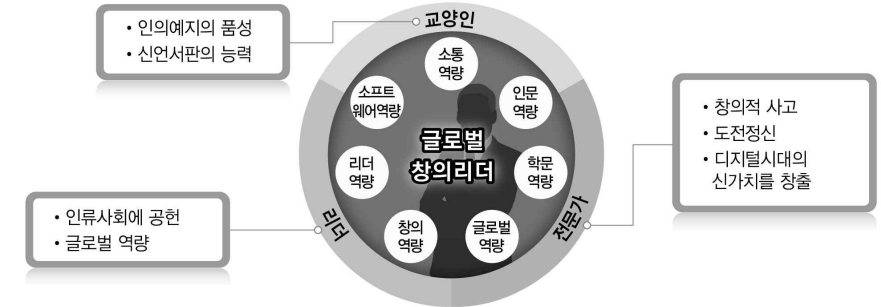 교양인
• 인의예지의 품성
• 신언서판의 능력
소통
역량
소프트
웨어역량
인문
역량
글로벌
창의리더
리더
역량
학문
역량
창의
역량
글로벌
역량
• 창의적 사고
• 도전정신
• 디지털시대의
신가치를 창출
전문가
리더
• 인류사회에 공헌
• 글로벌 역량